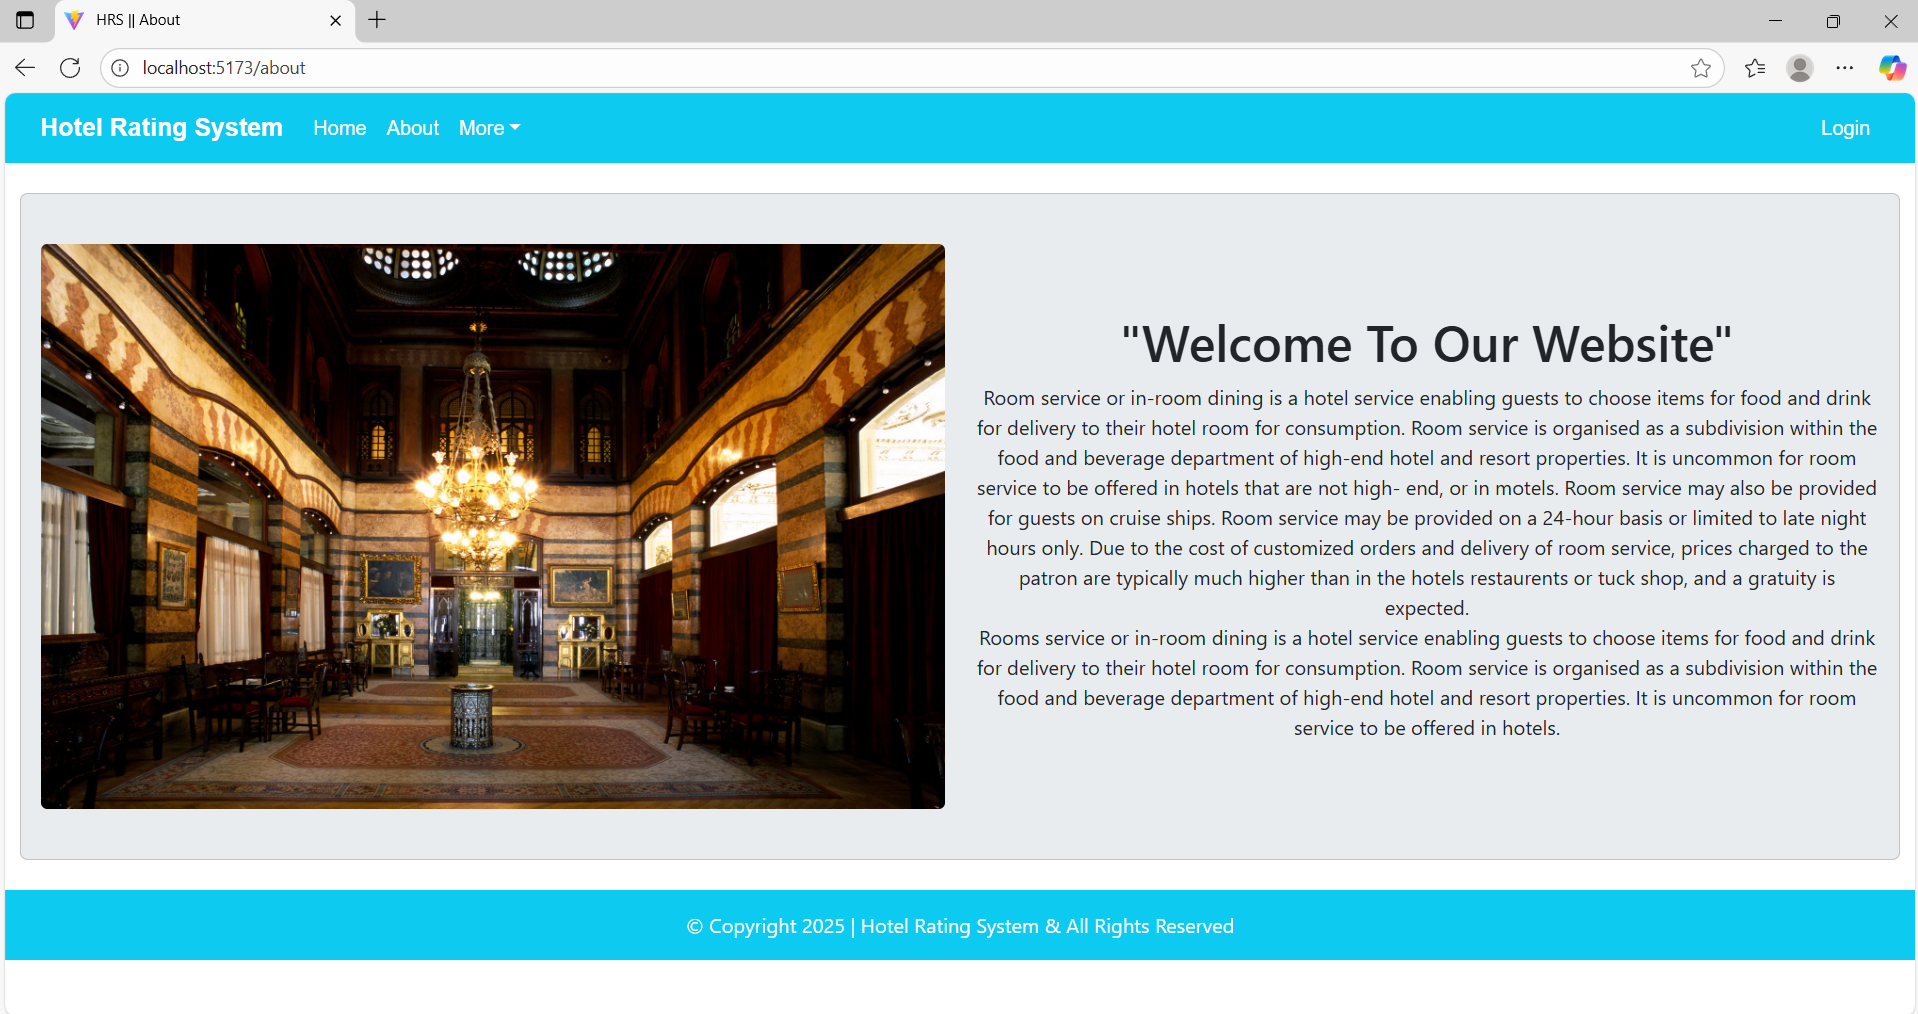 HRS || About
localhost:5173/about
Hotel Rating System Home About More Login
"Welcome To Our Website"
Room service or in-room dining is a hotel service enabling guests to choose items for food and drink
for delivery to their hotel room for consumption. Room service is organised as a subdivision within the
food and beverage department of high-end hotel and resort properties. It is uncommon for room
service to be offered in hotels that are not high- end, or in motels. Room service may also be provided
for guests on cruise ships. Room service may be provided on a 24-hour basis or limited to late night
hours only. Due to the cost of customized orders and delivery of room service, prices charged to the
patron are typically much higher than in the hotels restaurents or tuck shop, and a gratuity is
expected.
Rooms service or in-room dining is a hotel service enabling guests to choose items for food and drink
for delivery to their hotel room for consumption. Room service is organised as a subdivision within the
food and beverage department of high-end hotel and resort properties. It is uncommon for room
service to be offered in hotels.
© Copyright 2025 | Hotel Rating System & All Rights Reserved